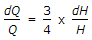 dQ/Q = 3/4 x dH/H